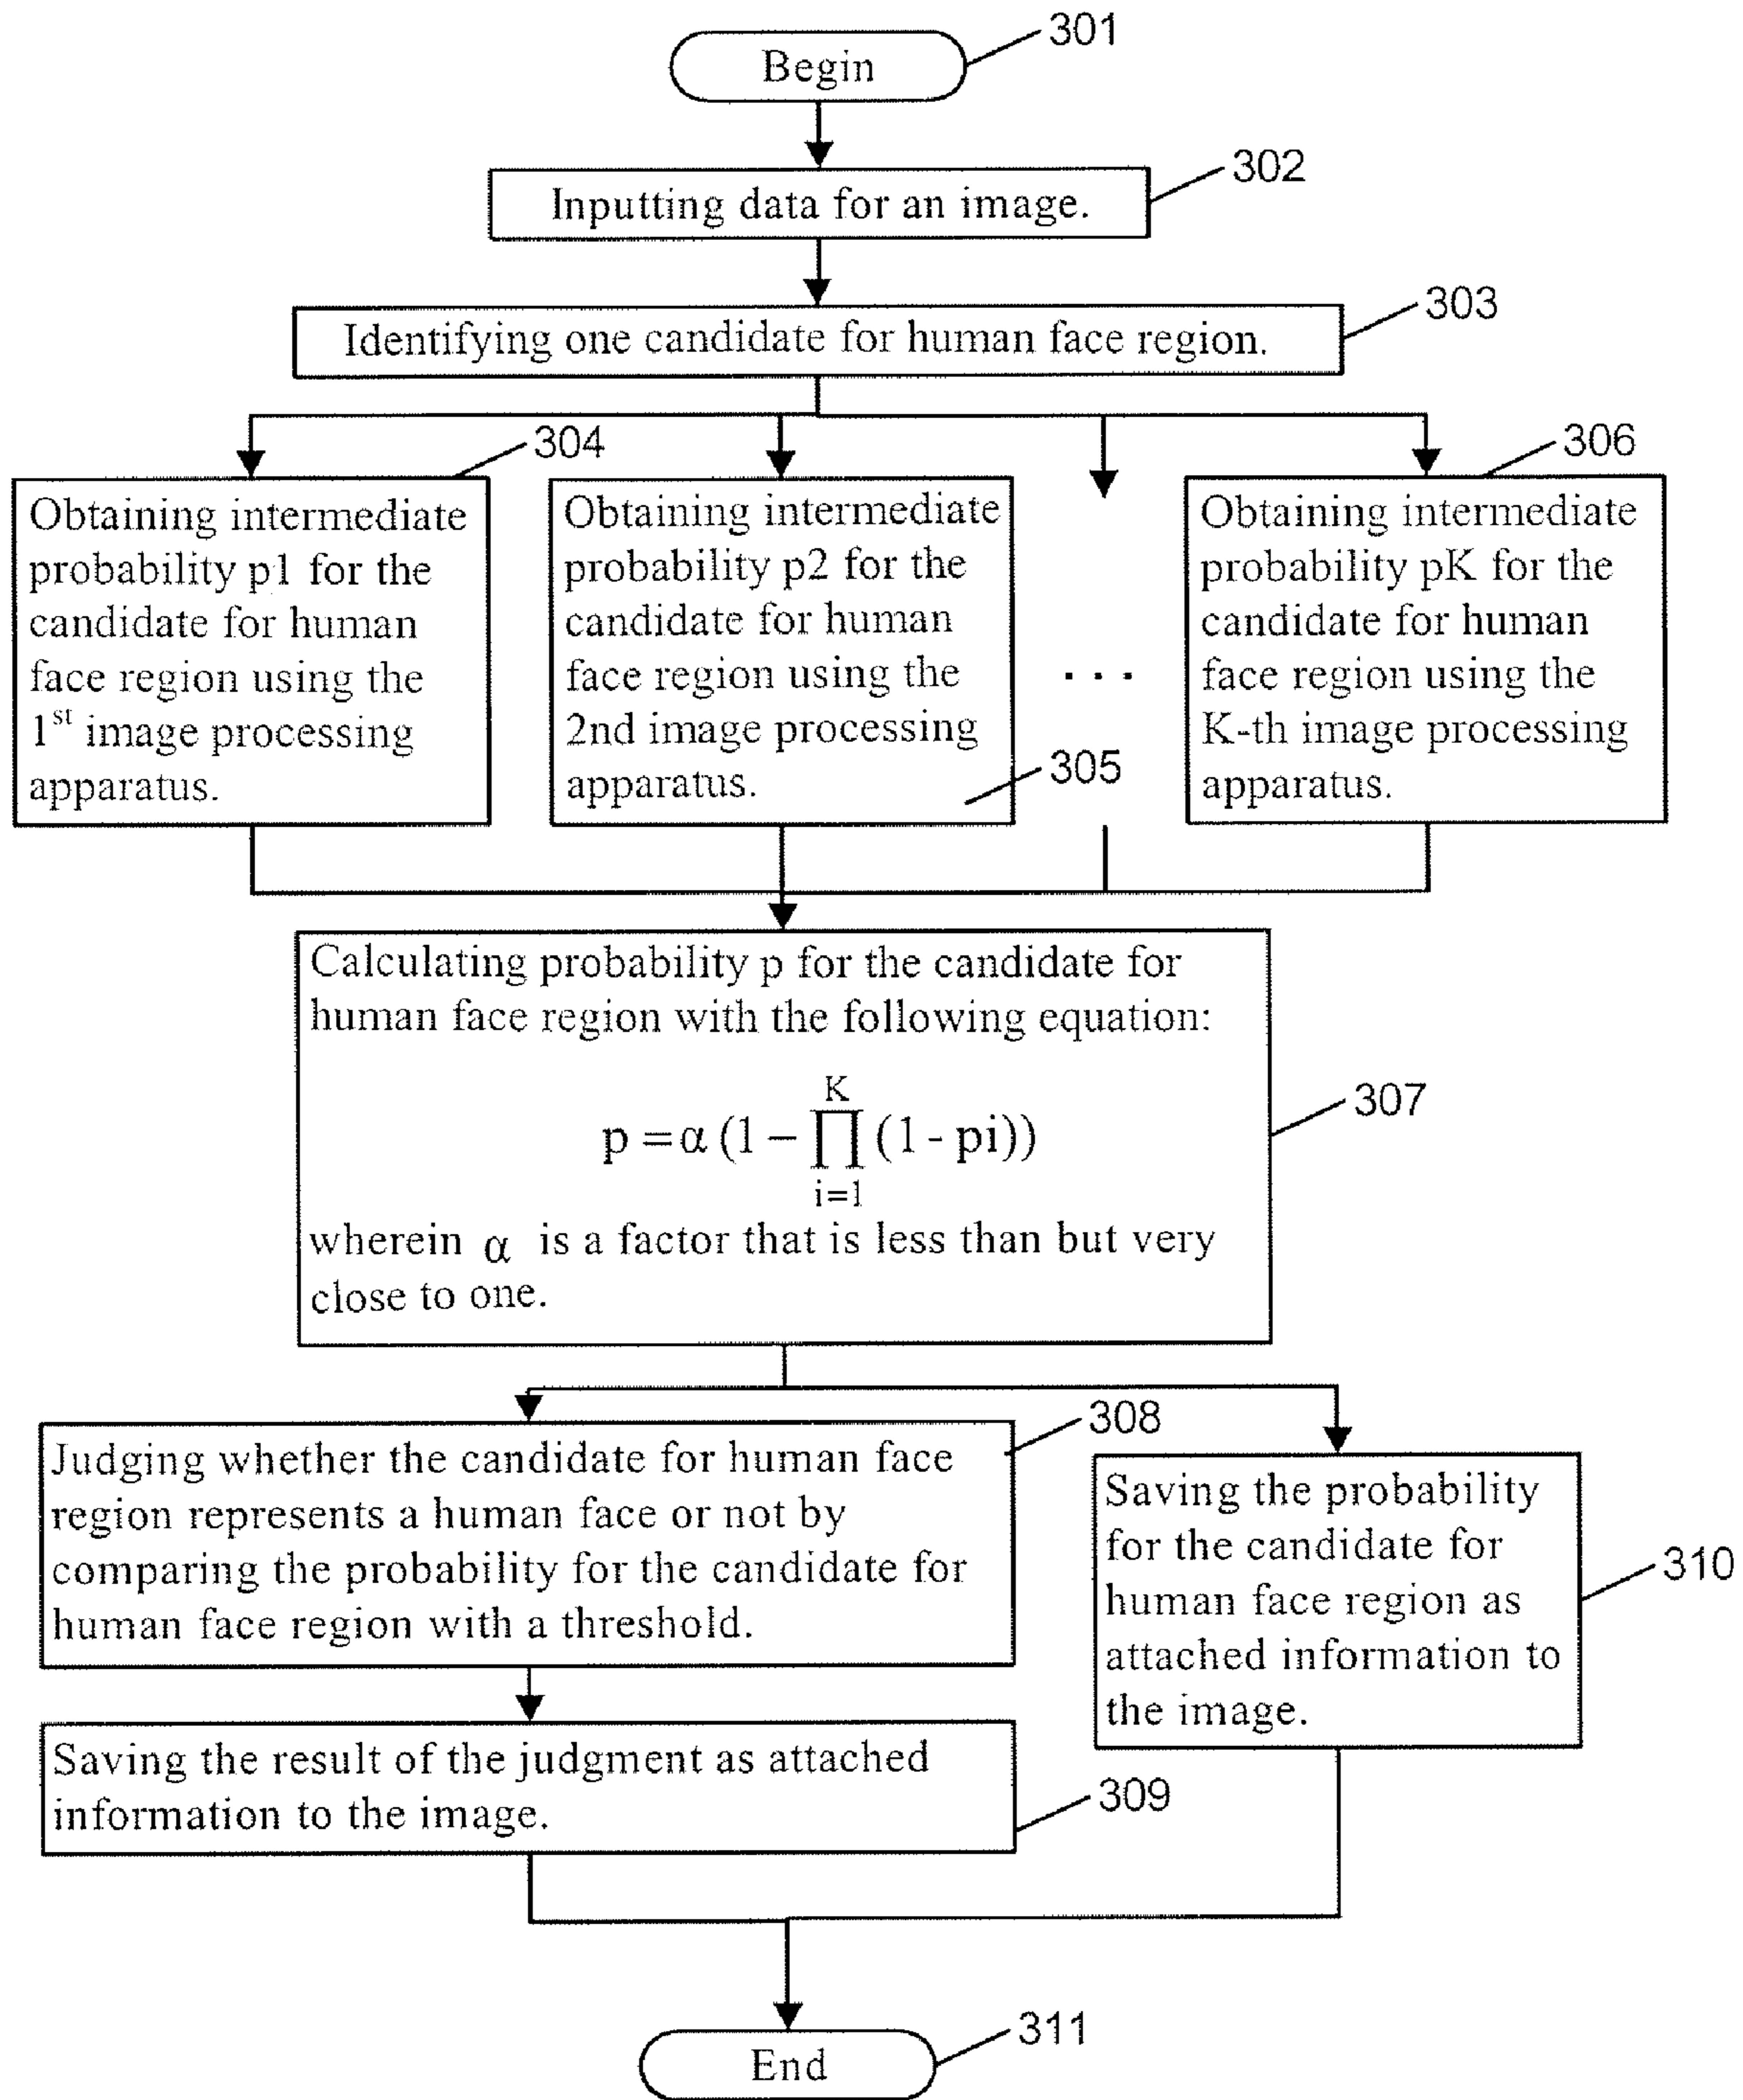 Begin
301
Inputting data for an image.
302
Identifying one candidate for human face region.
303
304
Obtaining intermediate
probability p1 for the
candidate for human
face region using the
1st image processing
apparatus.
Obtaining intermediate
probability p2 for the
candidate for human
face region using the
2nd image processing
apparatus.
305
. . .
306
Obtaining intermediate
probability pK for the
candidate for human
face region using the
K-th image processing
apparatus.
Calculating probability p for the candidate for
human face region with the following equation:
K
p = α (1 − ∏ (1 - pi))
i=1
wherein α is a factor that is less than but very
close to one.
307
308
Judging whether the candidate for human face
region represents a human face or not by
comparing the probability for the candidate for
human face region with a threshold.
Saving the probability
for the candidate for
human face region as
attached information to
the image.
310
Saving the result of the judgment as attached
information to the image.
309
End
311